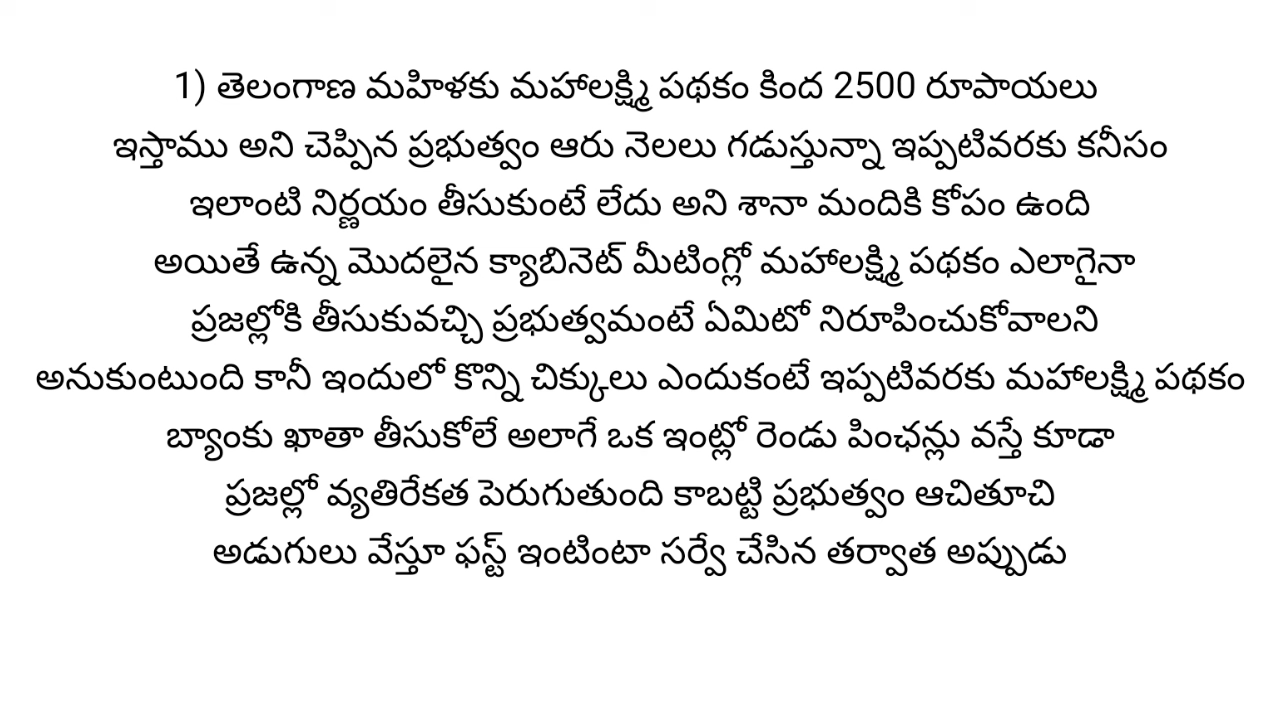 1) తెలంగాణ మహిళకు మహాలక్ష్మి పథకం కింద 2500 రూపాయలు
ఇస్తాము అని చెప్పిన ప్రభుత్వం ఆరు నెలలు గడుస్తున్నా ఇప్పటివరకు కనీసం
ఇలాంటి నిర్ణయం తీసుకుంటే లేదు అని శానా మందికి కోపం ఉంది
అయితే ఉన్న మొదలైన క్యాబినెట్ మీటింగ్లో మహాలక్ష్మి పథకం ఎలాగైనా
ప్రజల్లోకి తీసుకువచ్చి ప్రభుత్వమంటే ఏమిటో నిరూపించుకోవాలని
అనుకుంటుంది కానీ ఇందులో కొన్ని చిక్కులు ఎందుకంటే ఇప్పటివరకు మహాలక్ష్మి పథకం
బ్యాంకు ఖాతా తీసుకోలే అలాగే ఒక ఇంట్లో రెండు పింఛన్లు వస్తే కూడా
ప్రజల్లో వ్యతిరేకత పెరుగుతుంది కాబట్టి ప్రభుత్వం ఆచితూచి
అడుగులు వేస్తూ ఫస్ట్ ఇంటింటా సర్వే చేసిన తర్వాత అప్పుడు